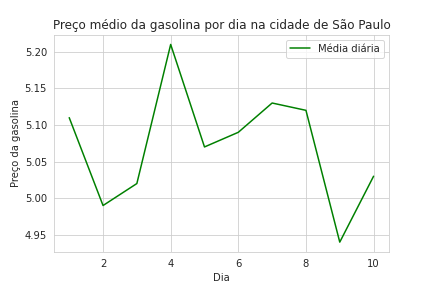 Preço médio da gasolina por dia na cidade de São Paulo
Média diária
Preço da gasolina
5.20
5.15
5.10
5.05
5.00
4.95
2
4
6
8
10
Dia